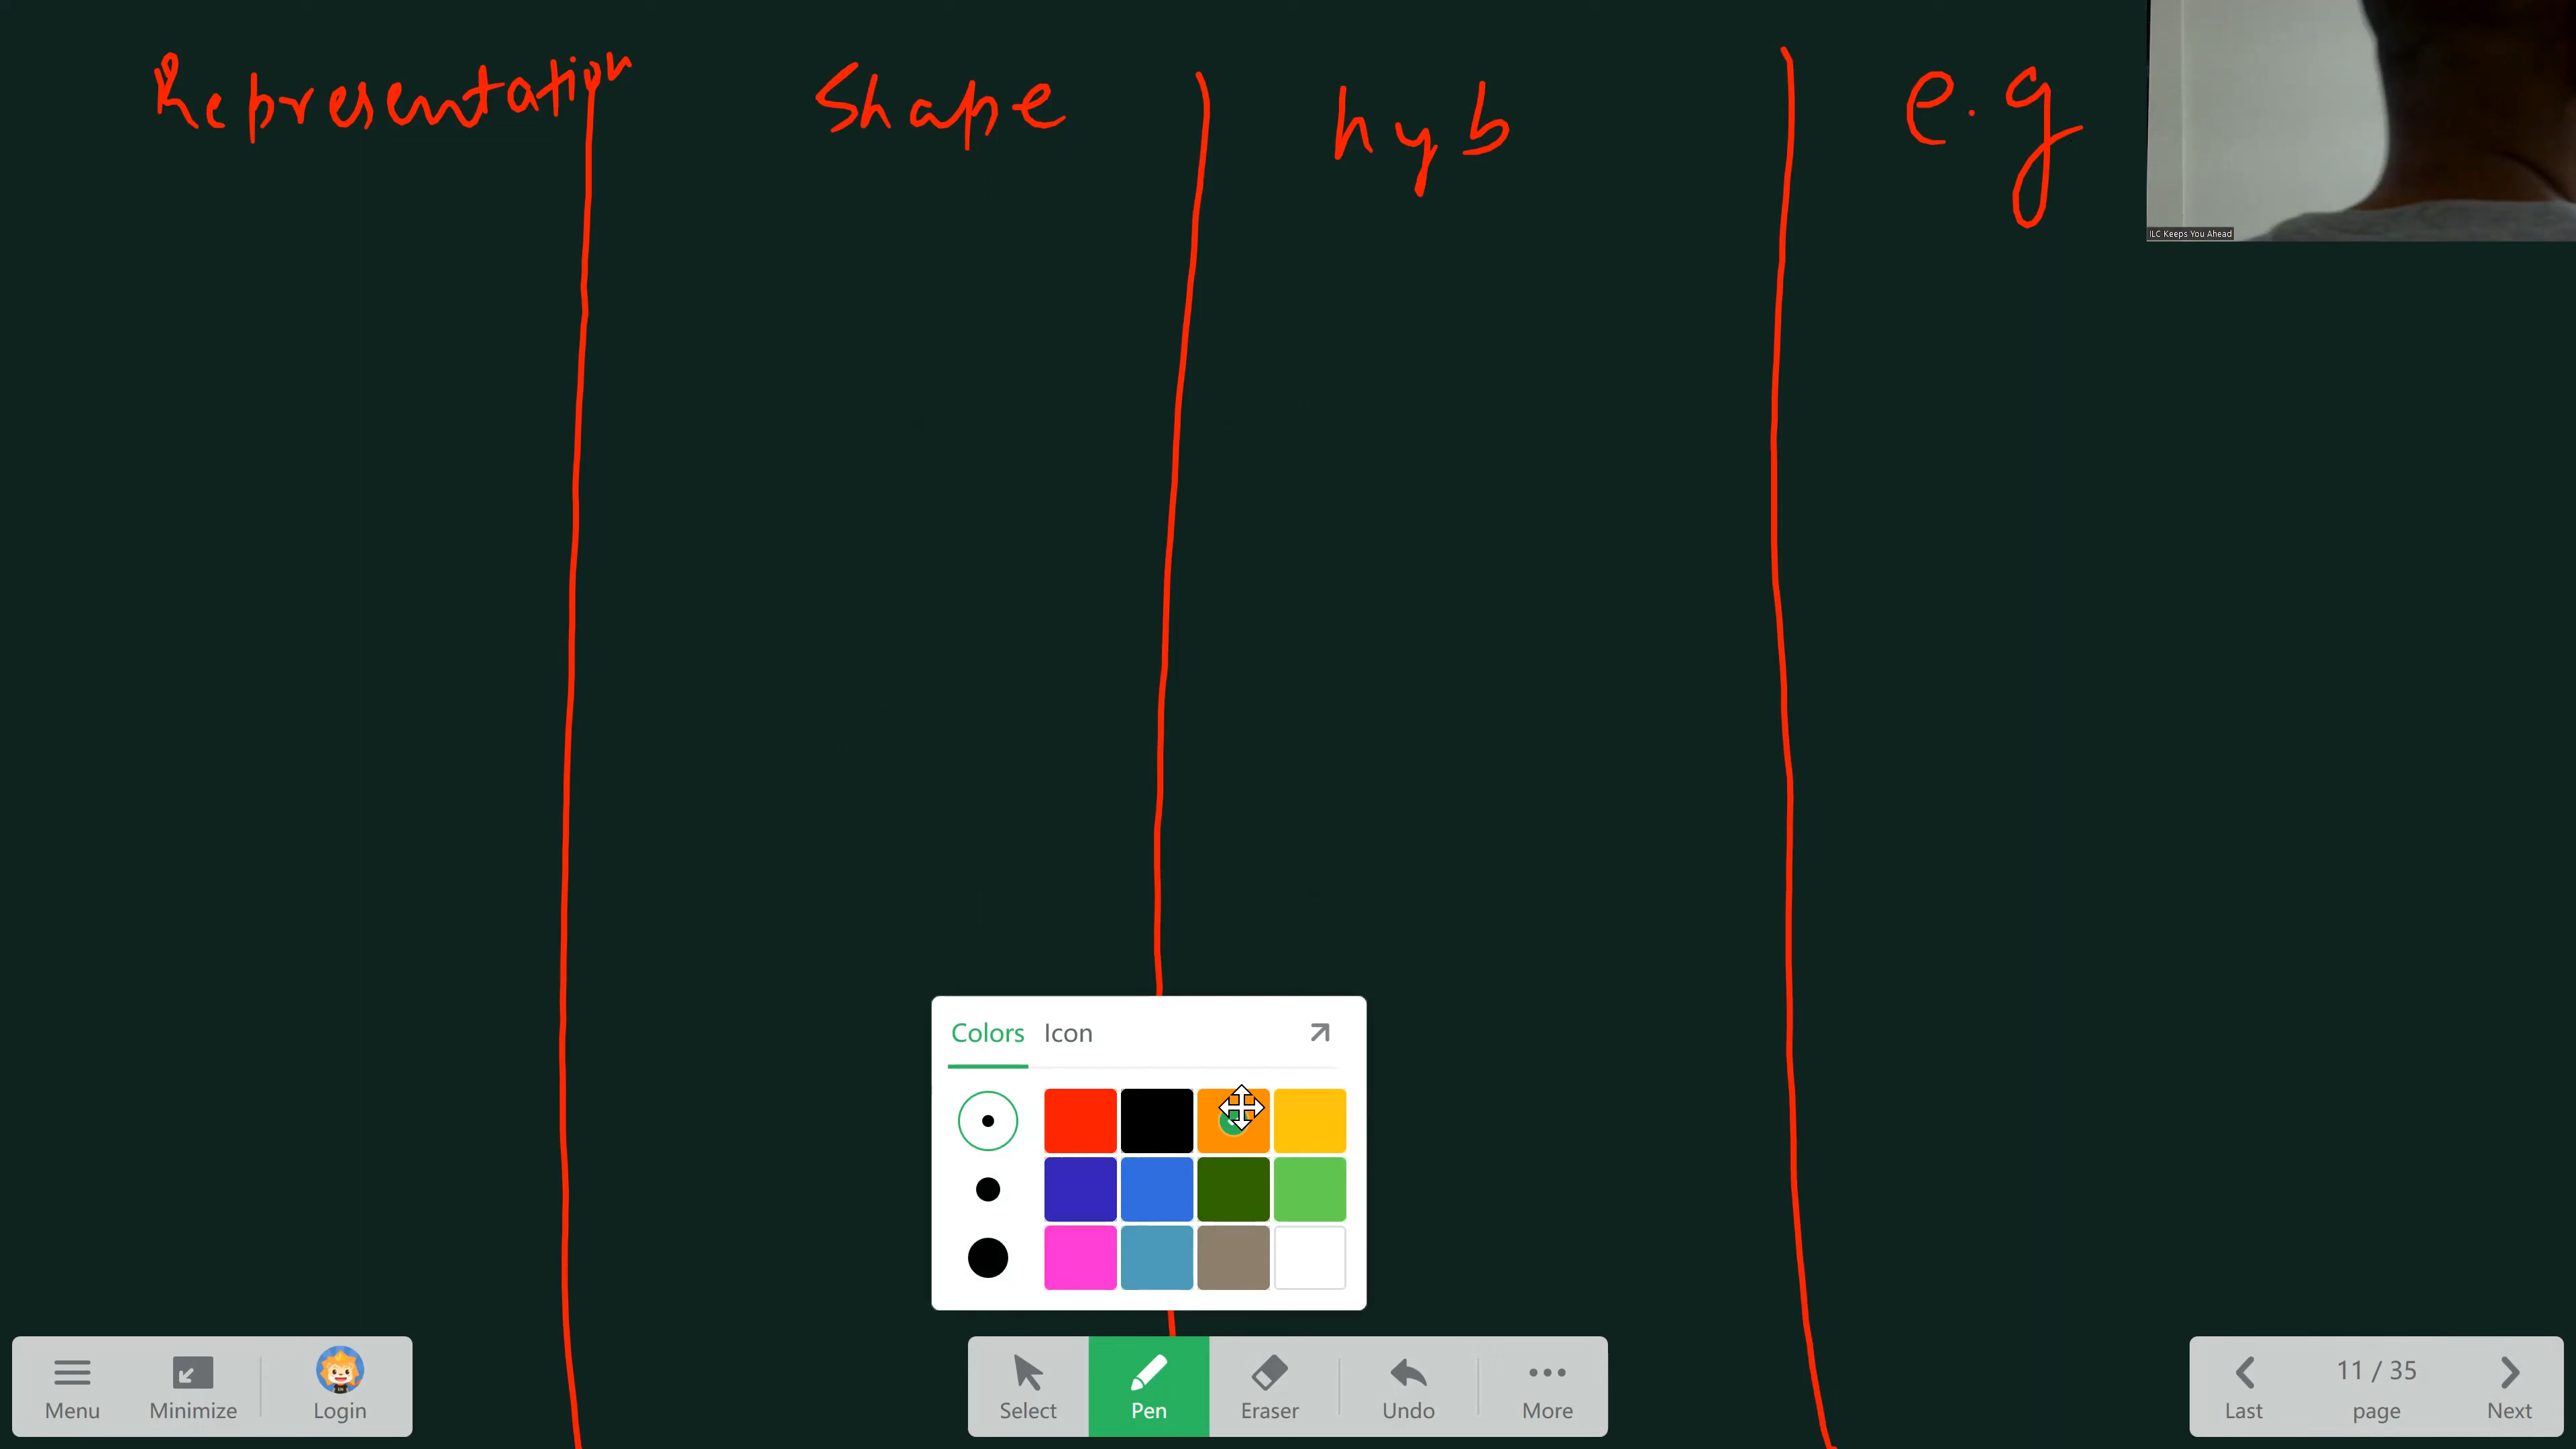 Representation Shape hyb e.g
ILC Keeps You Ahead
Colors Icon
Menu Minimize Login Select Pen Eraser Undo More Last 11 / 35 page Next